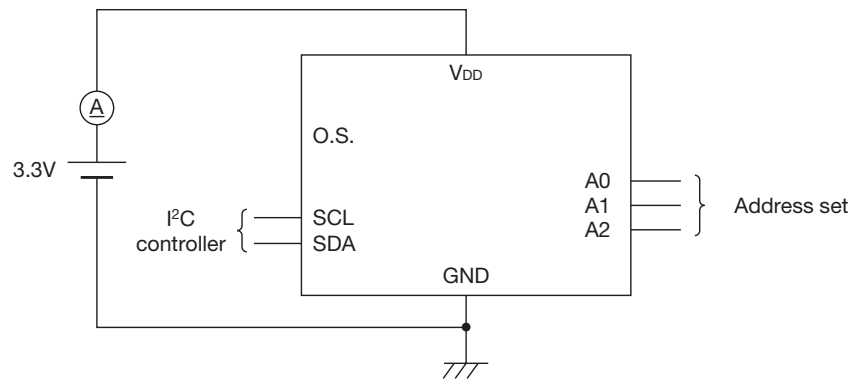 VDD
A
O.S.
3.3V
A0
A1
A2
Address set
I²C
controller
SCL
SDA
GND